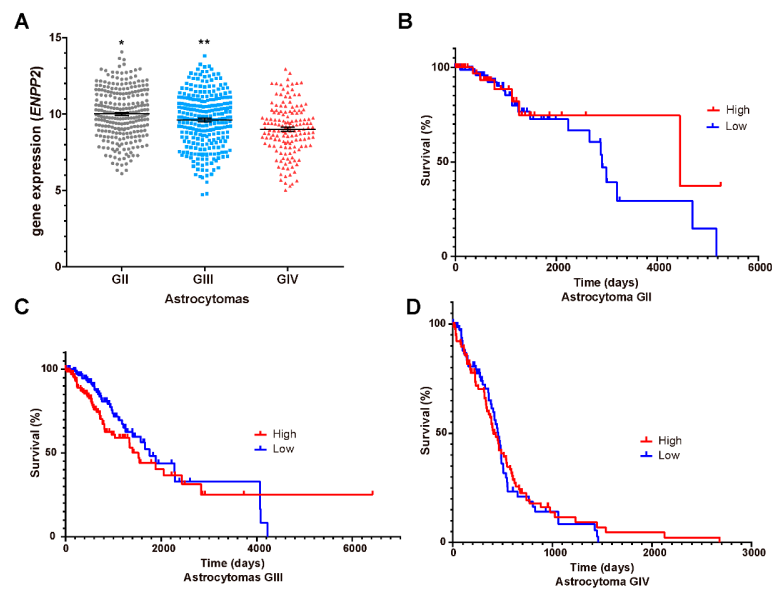 A
* **
gene expression (ENPP2)
15
10
5
0
GII GIII GIV
Astrocytomas
B
Survival (%)
100
50
0
0 2000 4000 6000
High
Low
Time (days)
Astrocytoma GII
C
Survival (%)
100
50
0
0 2000 4000 6000
High
Low
Time (days)
Astrocytomas GIII
D
Survival (%)
100
50
0
0 1000 2000 3000
High
Low
Time (days)
Astrocytoma GIV